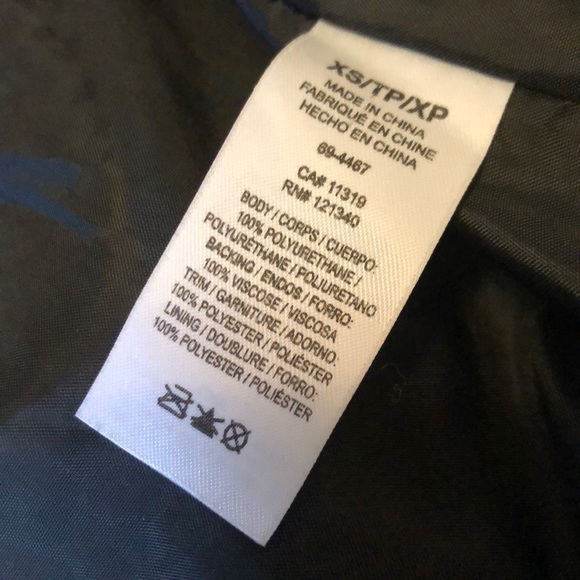 XS/TP/XP
MADE IN CHINA
FABRIQUÉ EN CHINE
HECHO EN CHINA
69-4467
CA# 11319
RN# 121340
BODY / CORPS / CUERPO:
100% POLYURETHANE /
POLYURÉTHANE / POLIURETANO
BACKING / ENDOS / FORRO:
100% VISCOSE / VISCOSA
TRIM / GARNITURE / ADORNO:
100% POLYESTER / POLIÉSTER
LINING / DOUBLURE / FORRO:
100% POLYESTER / POLIÉSTER